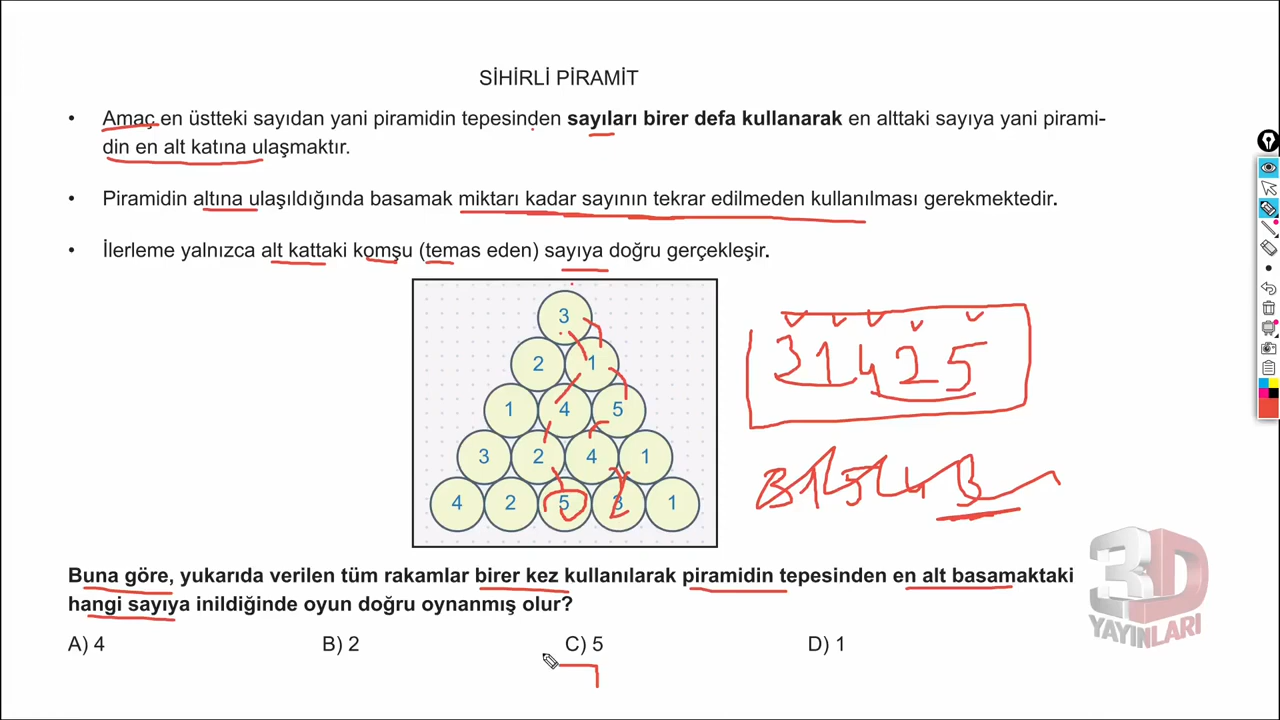 SİHİRLİ PİRAMİT
• Amaç en üstteki sayıdan yani piramidin tepesinden sayıları birer defa kullanarak en alttaki sayıya yani pirami-
din en alt katına ulaşmaktır.
• Piramidin altına ulaşıldığında basamak miktarı kadar sayının tekrar edilmeden kullanılması gerekmektedir.
• İlerleme yalnızca alt kattaki komşu (temas eden) sayıya doğru gerçekleşir.
3
2 1
1 4 5
3 2 4 1
4 2 5 3 1
31425
31543
Buna göre, yukarıda verilen tüm rakamlar birer kez kullanılarak piramidin tepesinden en alt basamaktaki
hangi sayıya inildiğinde oyun doğru oynanmış olur?
A) 4 B) 2 C) 5 D) 1
3D
YAYINLARI